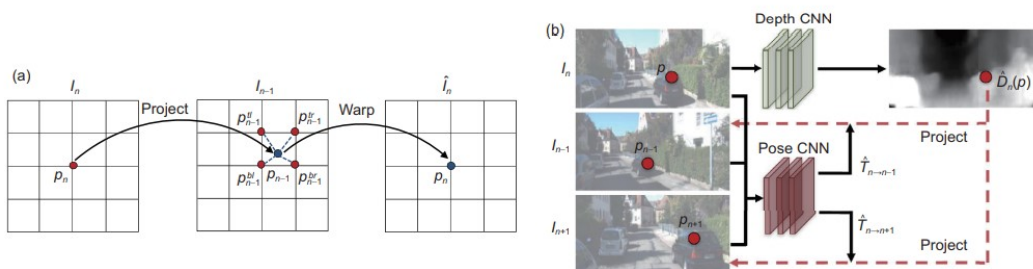 (a)
I_n
I_{n−1}
Î_n
Project
Warp
p_n
p^{tl}_{n−1}
p^{tr}_{n−1}
p^{bl}_{n−1}
p_{n−1}
p^{br}_{n−1}
p_n
(b)
Depth CNN
I_n
p
D̂_n(p)
Project
I_{n−1}
p_{n−1}
Pose CNN
T̂_{n→n−1}
I_{n+1}
p_{n+1}
T̂_{n→n+1}
Project